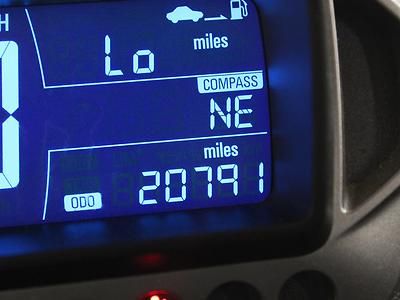 H
miles
Lo
COMPASS
NE
miles
ODO 20791